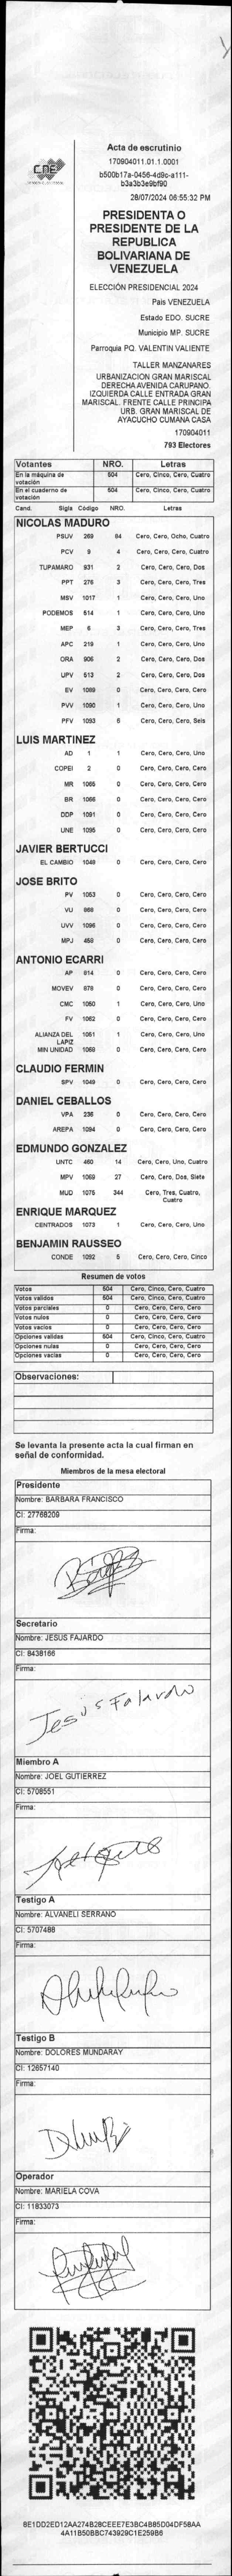 CNE
Acta de escrutinio
170904011.01.1.0001
b500b17a-0456-4d9c-a111-
b3a3b3e9bf90
28/07/2024 06:55:32 PM
PRESIDENTA O
PRESIDENTE DE LA
REPUBLICA
BOLIVARIANA DE
VENEZUELA
ELECCIÓN PRESIDENCIAL 2024
Pais VENEZUELA
Estado EDO. SUCRE
Municipio MP. SUCRE
Parroquia PQ. VALENTIN VALIENTE
TALLER MANZANARES
URBANIZACION GRAN MARISCAL
DERECHA AVENIDA CARUPANO.
IZQUIERDA CALLE ENTRADA GRAN
MARISCAL. FRENTE CALLE PRINCIPA
URB. GRAN MARISCAL DE
AYACUCHO CUMANA CASA
170904011
793 Electores
Votantes NRO. Letras
En la máquina de votación 504 Cero, Cinco, Cero, Cuatro
En el cuaderno de votación 504 Cero, Cinco, Cero, Cuatro
Cand. Sigla Código NRO. Letras
NICOLAS MADURO
PSUV 269 84 Cero, Cero, Ocho, Cuatro
PCV 9 4 Cero, Cero, Cero, Cuatro
TUPAMARO 931 2 Cero, Cero, Cero, Dos
PPT 276 3 Cero, Cero, Cero, Tres
MSV 1017 1 Cero, Cero, Cero, Uno
PODEMOS 514 1 Cero, Cero, Cero, Uno
MEP 6 3 Cero, Cero, Cero, Tres
APC 219 1 Cero, Cero, Cero, Uno
ORA 906 2 Cero, Cero, Cero, Dos
UPV 513 2 Cero, Cero, Cero, Dos
EV 1089 0 Cero, Cero, Cero, Cero
PVV 1090 1 Cero, Cero, Cero, Uno
PFV 1093 6 Cero, Cero, Cero, Seis
LUIS MARTINEZ
AD 1 1 Cero, Cero, Cero, Uno
COPEI 2 0 Cero, Cero, Cero, Cero
MR 1065 0 Cero, Cero, Cero, Cero
BR 1066 0 Cero, Cero, Cero, Cero
DDP 1091 0 Cero, Cero, Cero, Cero
UNE 1095 0 Cero, Cero, Cero, Cero
JAVIER BERTUCCI
EL CAMBIO 1048 0 Cero, Cero, Cero, Cero
JOSE BRITO
PV 1053 0 Cero, Cero, Cero, Cero
VU 868 0 Cero, Cero, Cero, Cero
UVV 1096 0 Cero, Cero, Cero, Cero
MPJ 458 0 Cero, Cero, Cero, Cero
ANTONIO ECARRI
AP 814 0 Cero, Cero, Cero, Cero
MOVEV 878 0 Cero, Cero, Cero, Cero
CMC 1050 1 Cero, Cero, Cero, Uno
FV 1062 0 Cero, Cero, Cero, Cero
ALIANZA DEL LAPIZ 1051 1 Cero, Cero, Cero, Uno
MIN UNIDAD 1068 0 Cero, Cero, Cero, Cero
CLAUDIO FERMIN
SPV 1049 0 Cero, Cero, Cero, Cero
DANIEL CEBALLOS
VPA 236 0 Cero, Cero, Cero, Cero
AREPA 1094 0 Cero, Cero, Cero, Cero
EDMUNDO GONZALEZ
UNTC 460 14 Cero, Cero, Uno, Cuatro
MPV 1069 27 Cero, Cero, Dos, Siete
MUD 1075 344 Cero, Tres, Cuatro, Cuatro
ENRIQUE MARQUEZ
CENTRADOS 1073 1 Cero, Cero, Cero, Uno
BENJAMIN RAUSSEO
CONDE 1092 5 Cero, Cero, Cero, Cinco
Resumen de votos
Votos 504 Cero, Cinco, Cero, Cuatro
Votos validos 504 Cero, Cinco, Cero, Cuatro
Votos parciales 0 Cero, Cero, Cero, Cero
Votos nulos 0 Cero, Cero, Cero, Cero
Votos vacios 0 Cero, Cero, Cero, Cero
Opciones validas 504 Cero, Cinco, Cero, Cuatro
Opciones nulas 0 Cero, Cero, Cero, Cero
Opciones vacias 0 Cero, Cero, Cero, Cero
Observaciones:
Se levanta la presente acta la cual firman en
señal de conformidad.
Miembros de la mesa electoral
Presidente
Nombre: BARBARA FRANCISCO
CI: 27768209
Firma:
Secretario
Nombre: JESUS FAJARDO
CI: 8438166
Firma:
Jesus Fajardo
Miembro A
Nombre: JOEL GUTIERREZ
CI: 5708551
Firma:
Testigo A
Nombre: ALVANELI SERRANO
CI: 5707488
Firma:
Testigo B
Nombre: DOLORES MUNDARAY
CI: 12657140
Firma:
Operador
Nombre: MARIELA COVA
CI: 11833073
Firma:
8E1DD2ED12AA274B28CEEE7E3BC4B85D04DF58AA
4A11B50BBC743929C1E259B6